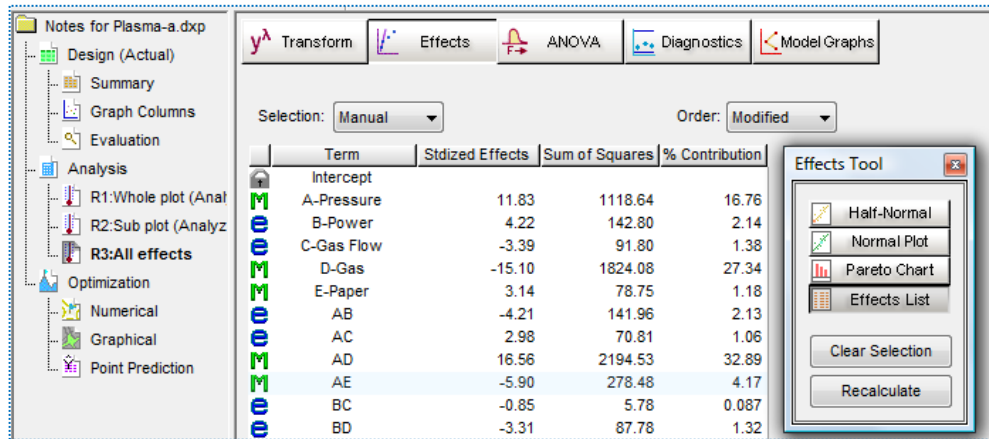 Notes for Plasma-a.dxp
Design (Actual)
Summary
Graph Columns
Evaluation
Analysis
R1:Whole plot (Anal
R2:Sub plot (Analyz
R3:All effects
Optimization
Numerical
Graphical
Point Prediction
yλ Transform Effects F ANOVA Diagnostics Model Graphs
Selection: Manual Order: Modified
Term Stdized Effects Sum of Squares % Contribution
Intercept
M A-Pressure 11.83 1118.64 16.76
e B-Power 4.22 142.80 2.14
e C-Gas Flow -3.39 91.80 1.38
M D-Gas -15.10 1824.08 27.34
M E-Paper 3.14 78.75 1.18
e AB -4.21 141.96 2.13
e AC 2.98 70.81 1.06
M AD 16.56 2194.53 32.89
M AE -5.90 278.48 4.17
e BC -0.85 5.78 0.087
e BD -3.31 87.78 1.32
Effects Tool
Half-Normal
Normal Plot
Pareto Chart
Effects List
Clear Selection
Recalculate